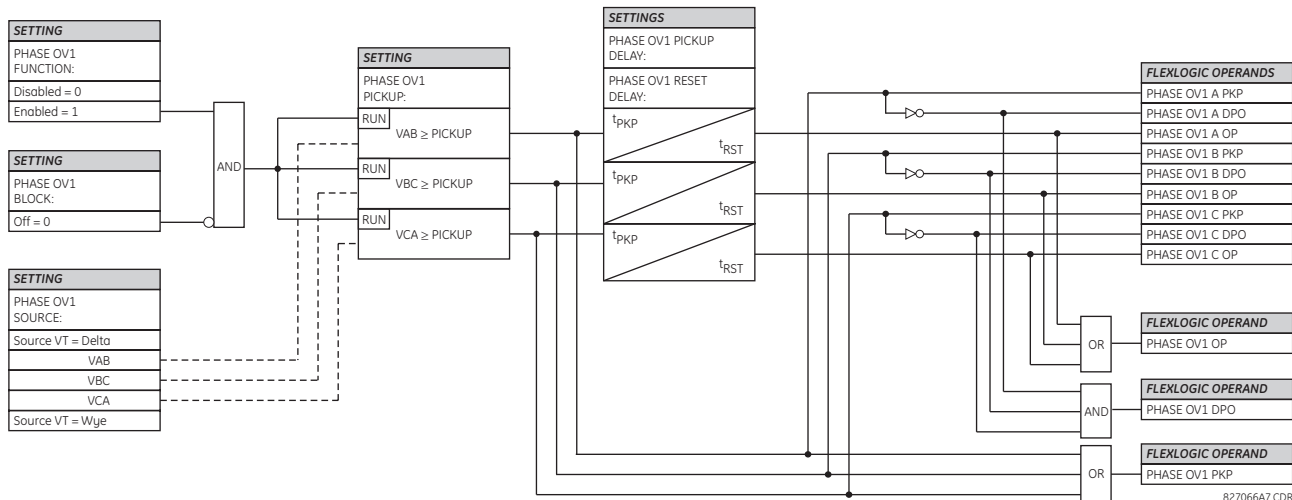 SETTING
PHASE OV1
FUNCTION:
Disabled = 0
Enabled = 1
SETTING
PHASE OV1
BLOCK:
Off = 0
SETTING
PHASE OV1
SOURCE:
Source VT = Delta
VAB
VBC
VCA
Source VT = Wye
AND
SETTING
PHASE OV1
PICKUP:
RUN
VAB ≥ PICKUP
RUN
VBC ≥ PICKUP
RUN
VCA ≥ PICKUP
SETTINGS
PHASE OV1 PICKUP
DELAY:
PHASE OV1 RESET
DELAY:
tPKP
tRST
tPKP
tRST
tPKP
tRST
FLEXLOGIC OPERANDS
PHASE OV1 A PKP
PHASE OV1 A DPO
PHASE OV1 A OP
PHASE OV1 B PKP
PHASE OV1 B DPO
PHASE OV1 B OP
PHASE OV1 C PKP
PHASE OV1 C DPO
PHASE OV1 C OP
OR
FLEXLOGIC OPERAND
PHASE OV1 OP
AND
FLEXLOGIC OPERAND
PHASE OV1 DPO
OR
FLEXLOGIC OPERAND
PHASE OV1 PKP
827066A7.CDR